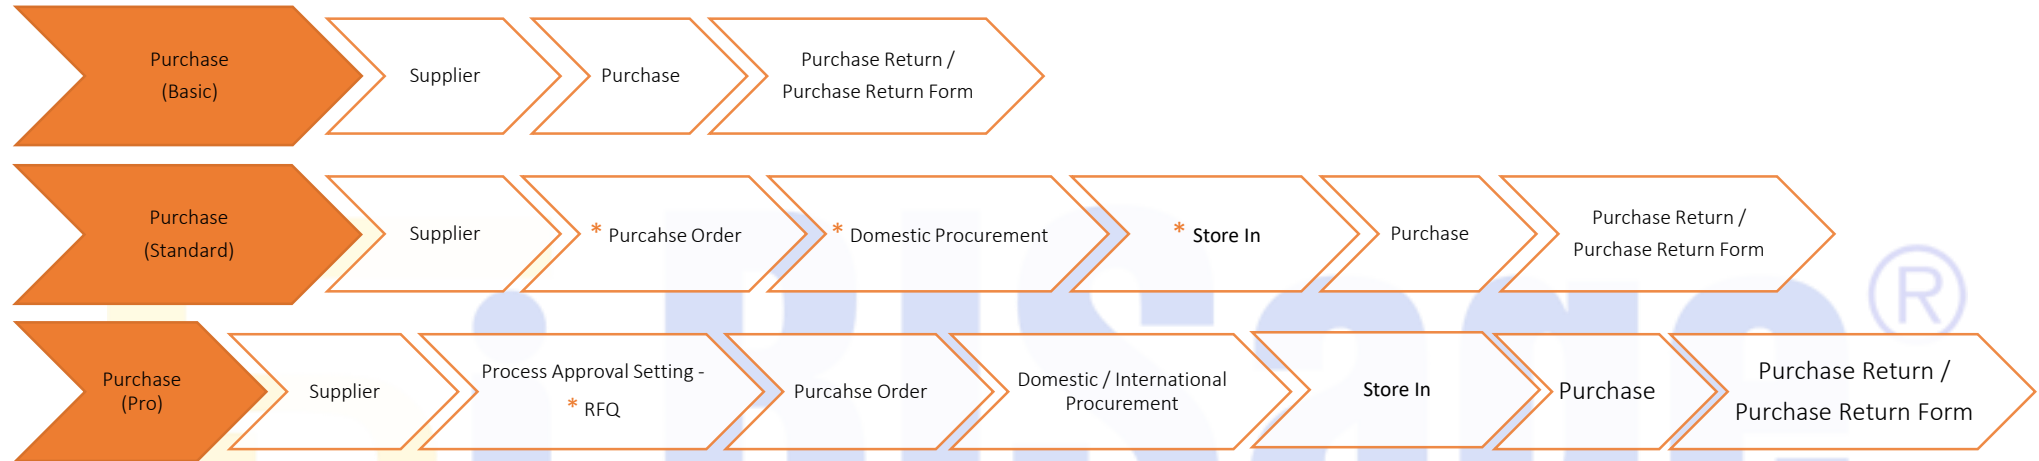 Purchase
(Basic)
Supplier
Purchase
Purchase Return /
Purchase Return Form
Purchase
(Standard)
Supplier
* Purcahse Order
* Domestic Procurement
* Store In
Purchase
Purchase Return /
Purchase Return Form
Purchase
(Pro)
Supplier
Process Approval Setting -
* RFQ
Purcahse Order
Domestic / International
Procurement
Store In
Purchase
Purchase Return /
Purchase Return Form
®